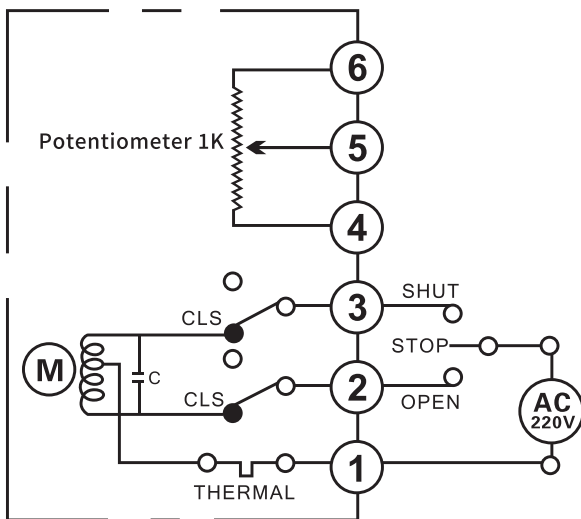 6
Potentiometer 1K
5
4
3
SHUT
CLS
STOP
M
C
2
CLS
OPEN
AC
220V
1
THERMAL